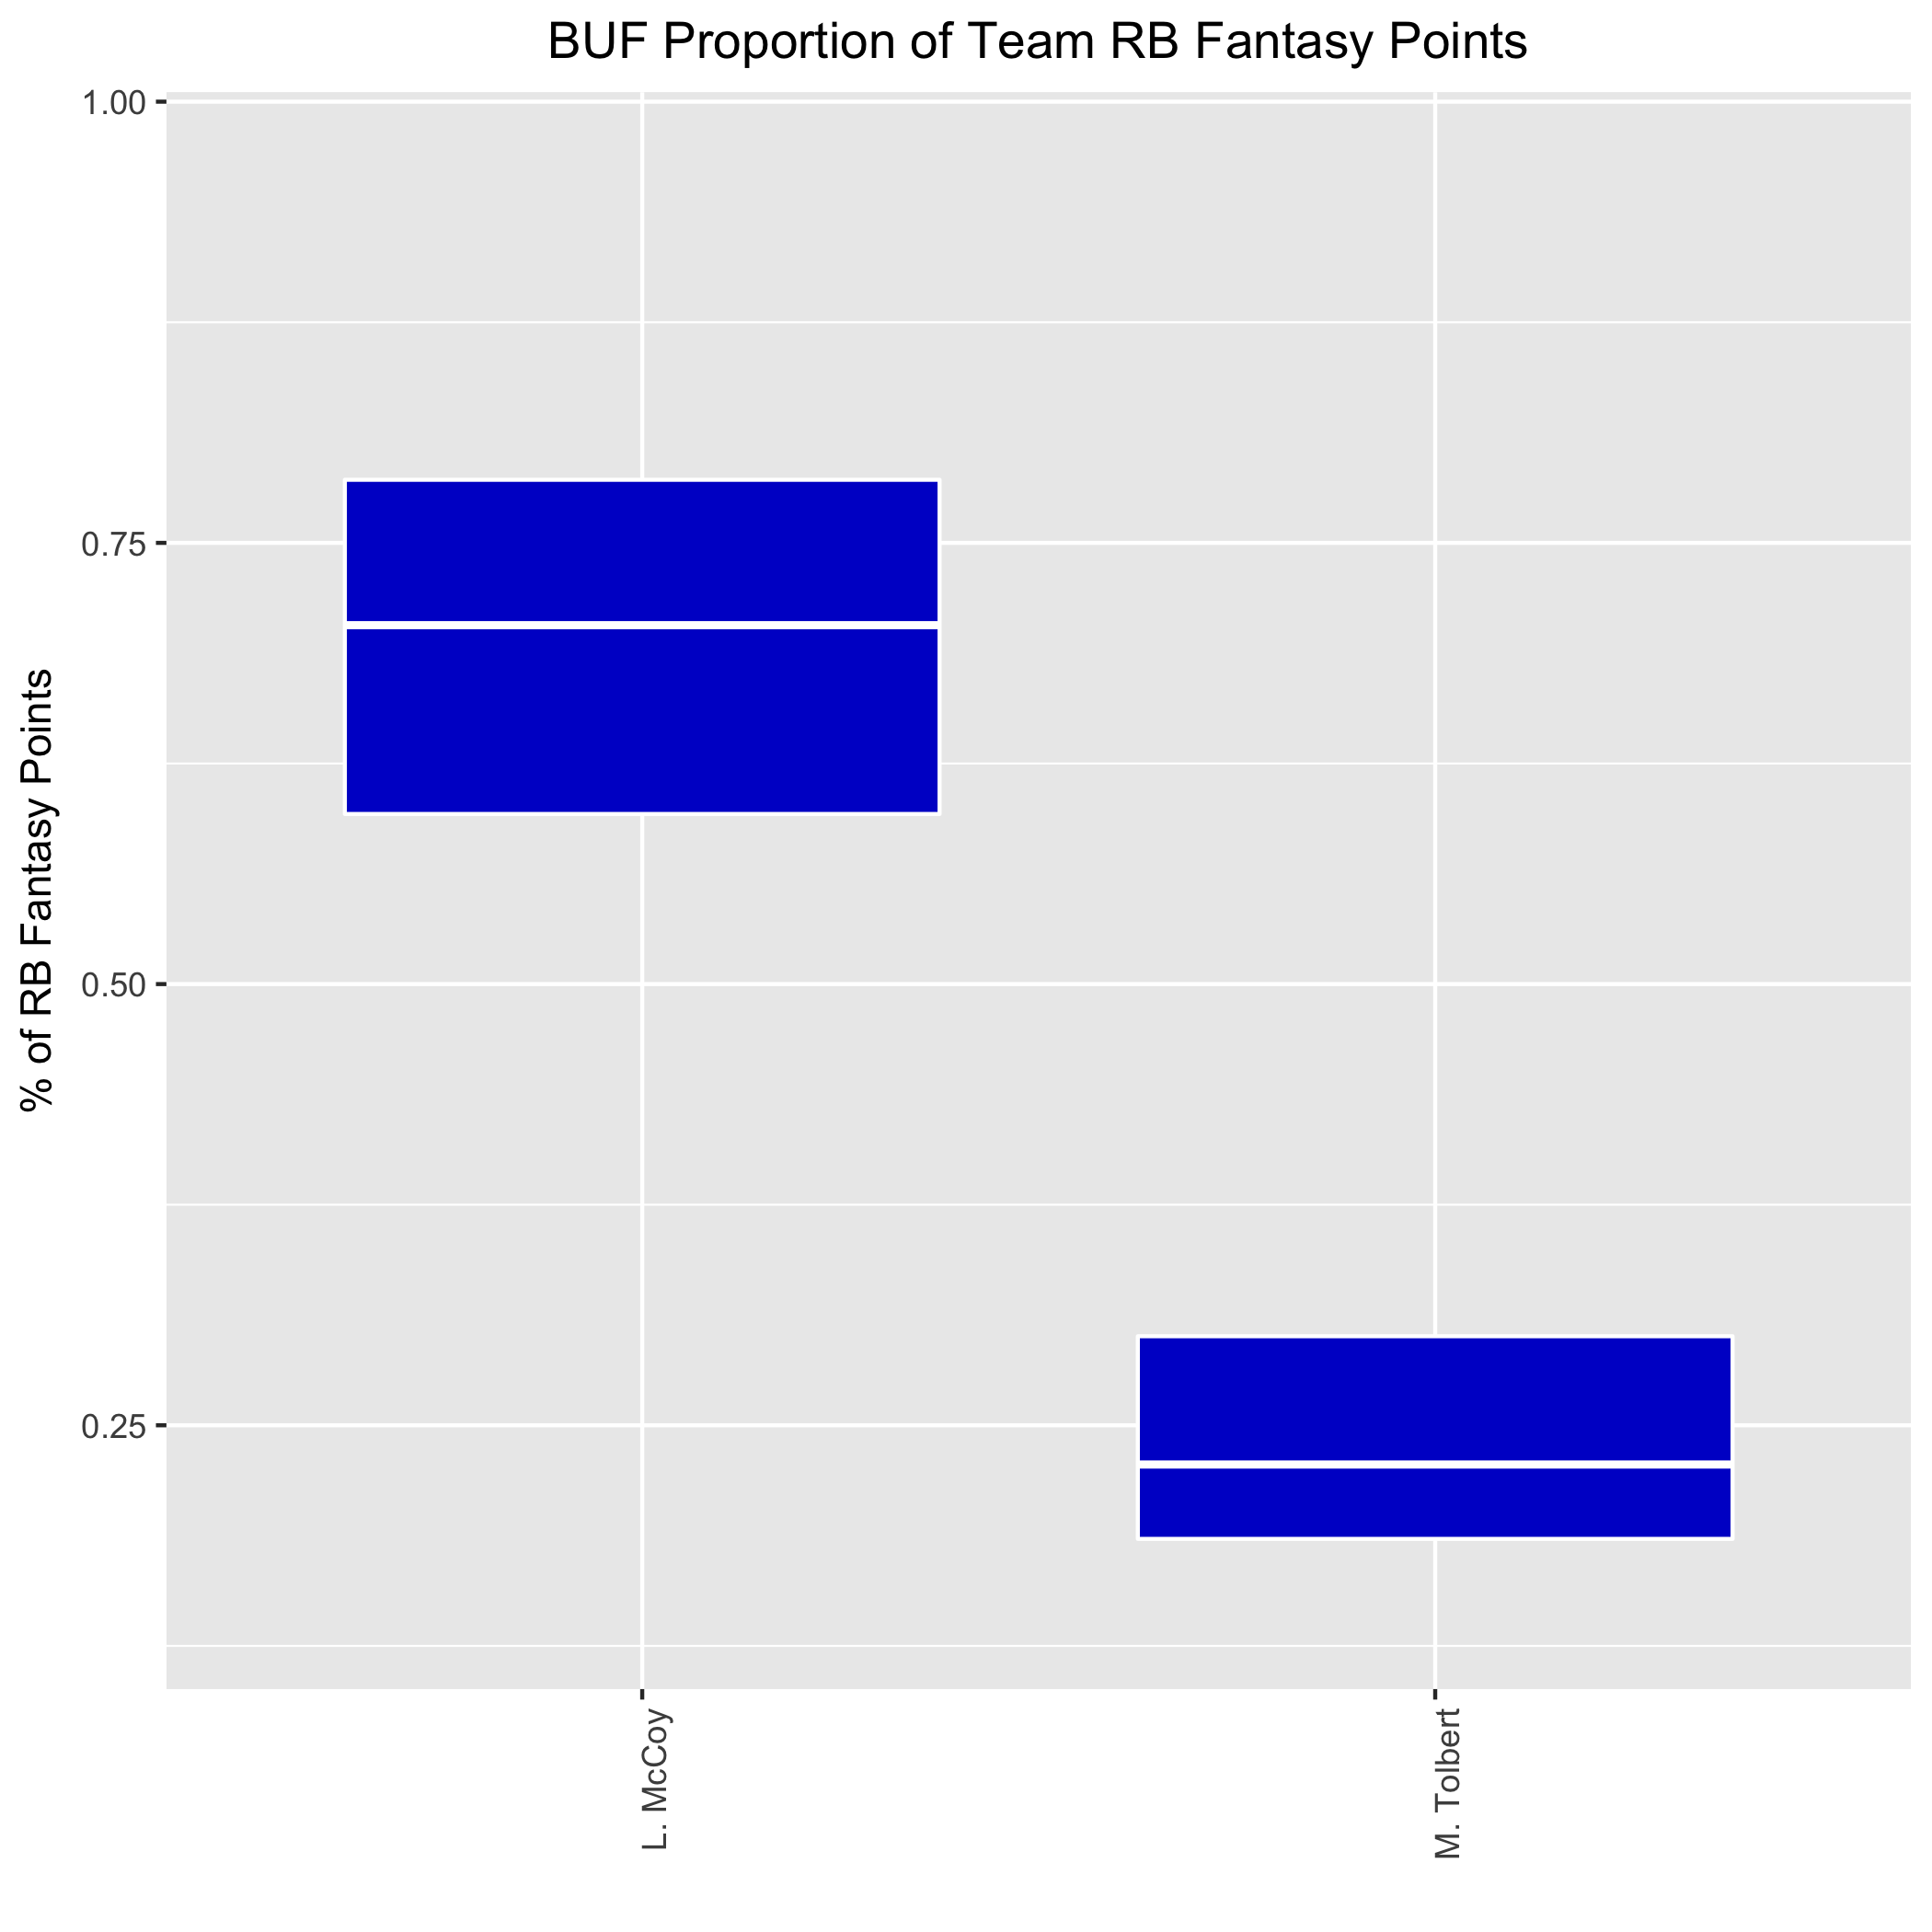 BUF Proportion of Team RB Fantasy Points
% of RB Fantasy Points
1.00
0.75
0.50
0.25
L. McCoy
M. Tolbert